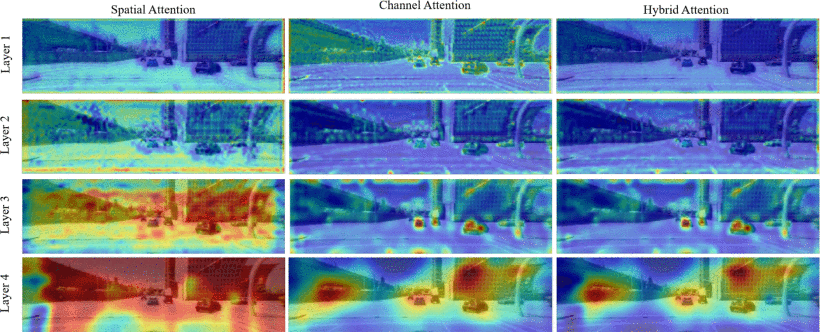 Spatial Attention Channel Attention Hybrid Attention
Layer 1
Layer 2
Layer 3
Layer 4